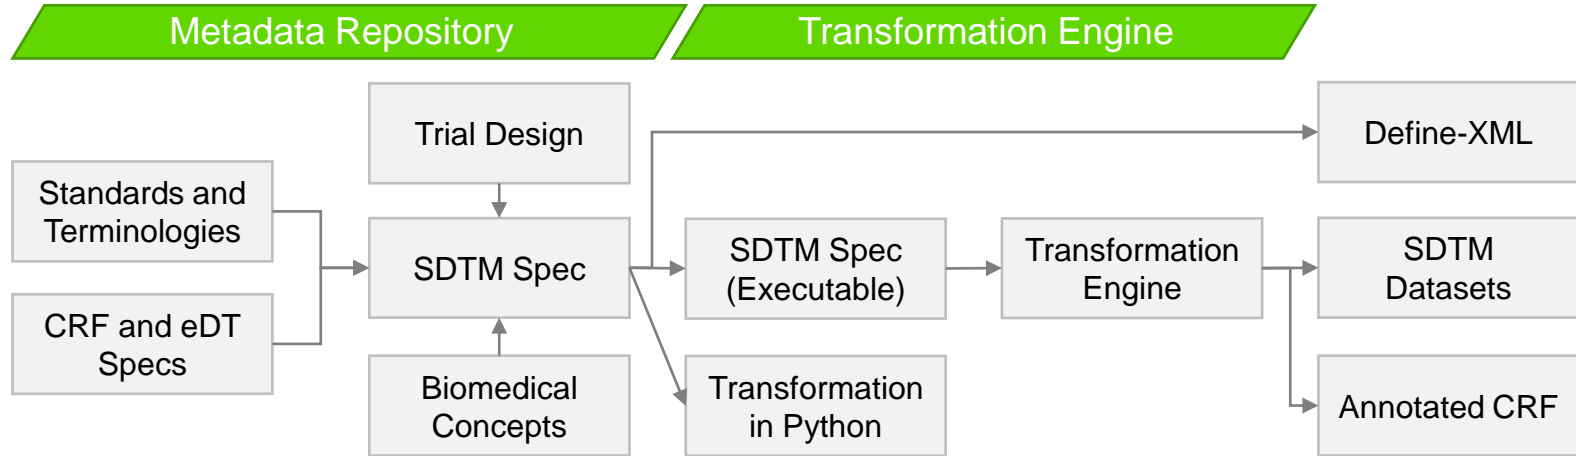 Metadata Repository
Transformation Engine
Trial Design
Define-XML
Standards and
Terminologies
SDTM Spec
SDTM Spec
(Executable)
Transformation
Engine
SDTM
Datasets
CRF and eDT
Specs
Biomedical
Concepts
Transformation
in Python
Annotated CRF